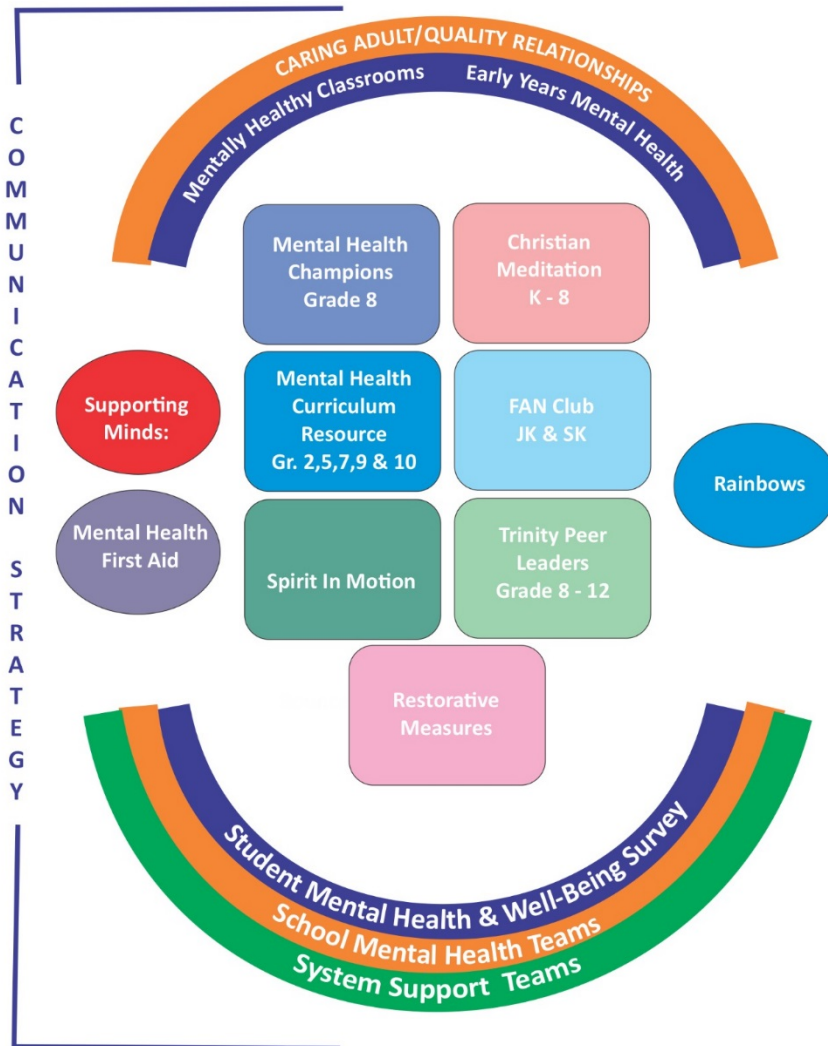 COMMUNICATION STRATEGY
CARING ADULT/QUALITY RELATIONSHIPS
Mentally Healthy Classrooms
Early Years Mental Health
Mental Health
Champions
Grade 8
Christian
Meditation
K - 8
Supporting
Minds:
Mental Health
Curriculum
Resource
Gr. 2,5,7,9 & 10
FAN Club
JK & SK
Rainbows
Mental Health
First Aid
Spirit In Motion
Trinity Peer
Leaders
Grade 8 - 12
Restorative
Measures
Student Mental Health & Well-Being Survey
School Mental Health Teams
System Support Teams